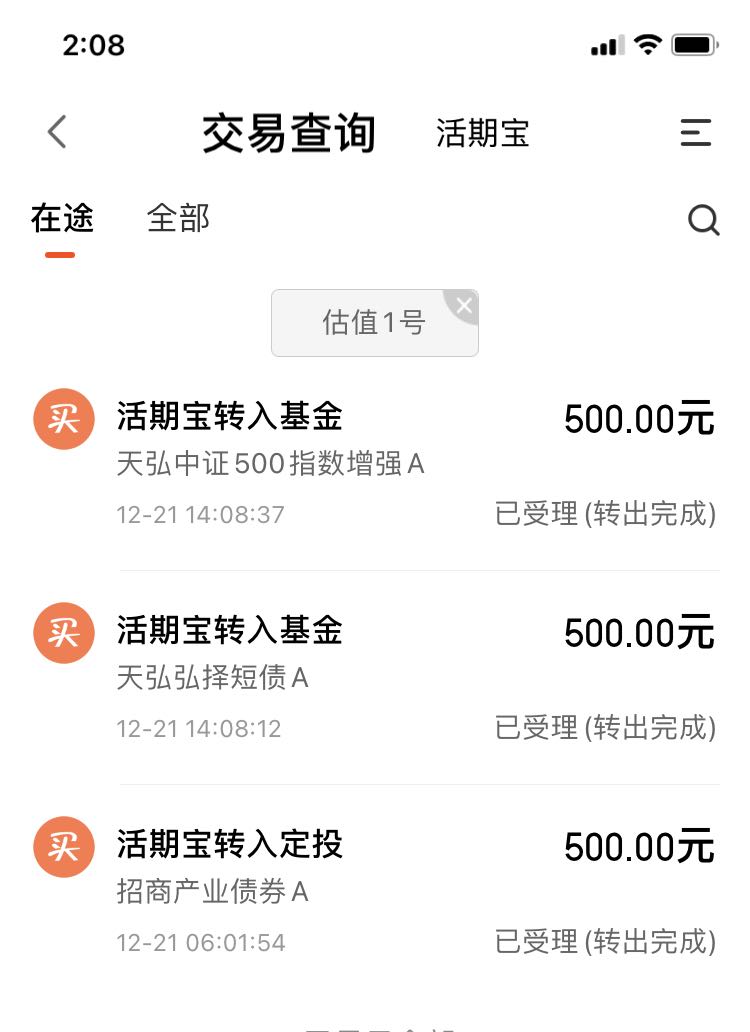 2:08
交易查询 活期宝
在途 全部
估值1号
买 活期宝转入基金 500.00元
天弘中证500指数增强A
12-21 14:08:37 已受理(转出完成)
买 活期宝转入基金 500.00元
天弘弘择短债A
12-21 14:08:12 已受理(转出完成)
买 活期宝转入定投 500.00元
招商产业债券A
12-21 06:01:54 已受理(转出完成)